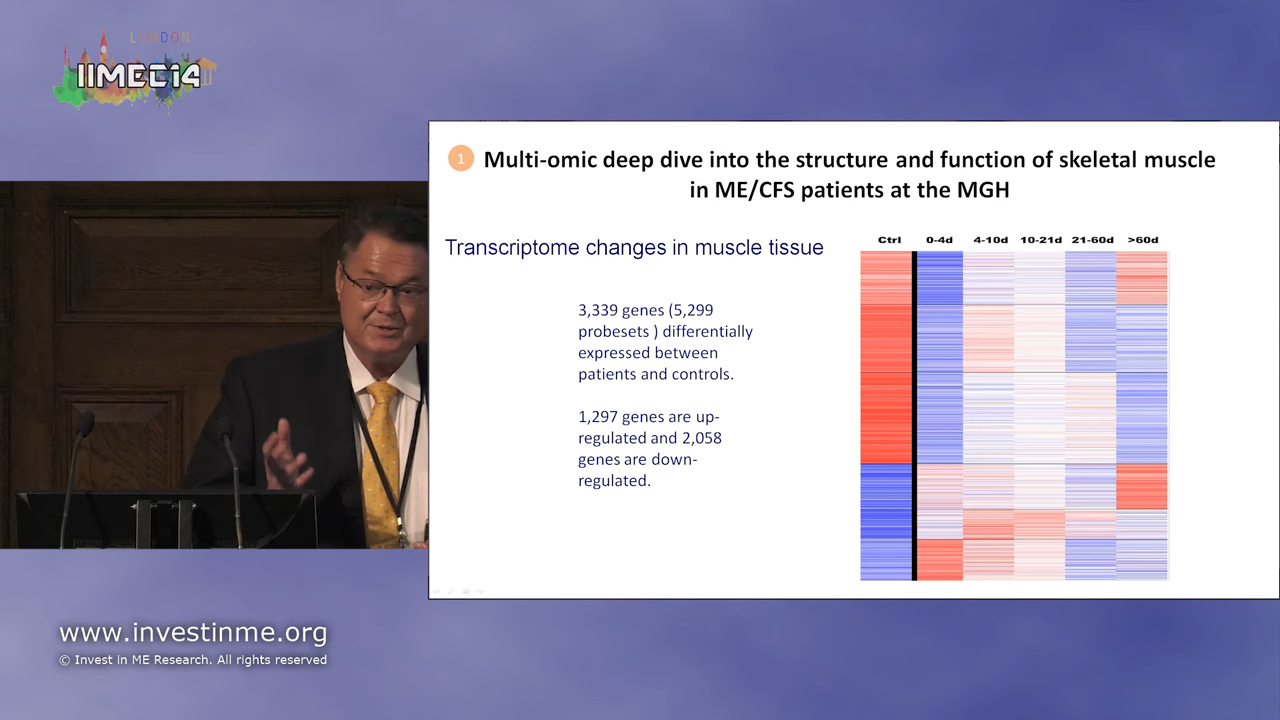 LONDON
IIMEC14
1 Multi-omic deep dive into the structure and function of skeletal muscle
in ME/CFS patients at the MGH
Transcriptome changes in muscle tissue
3,339 genes (5,299
probesets ) differentially
expressed between
patients and controls.
1,297 genes are up-
regulated and 2,058
genes are down-
regulated.
Ctrl 0-4d 4-10d 10-21d 21-60d >60d
www.investinme.org
© Invest in ME Research. All rights reserved